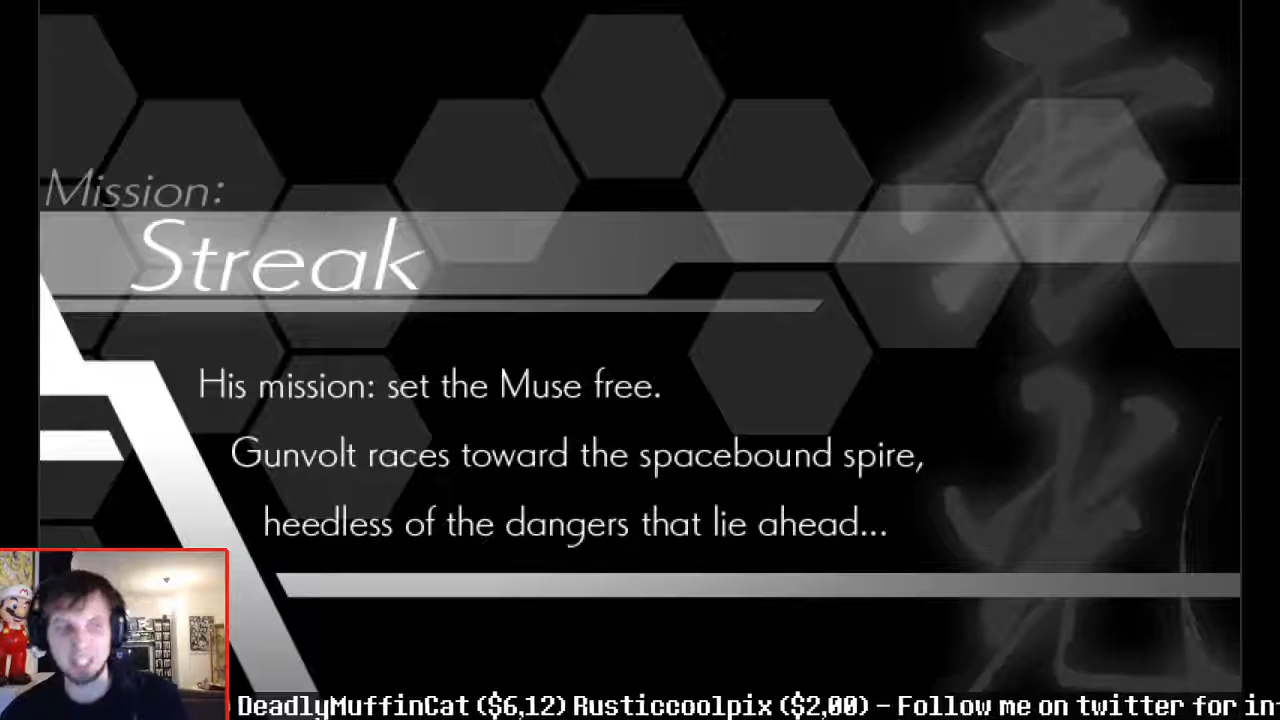 Mission:
Streak
His mission: set the Muse free.
Gunvolt races toward the spacebound spire,
heedless of the dangers that lie ahead...
DeadlyMuffinCat ($6,12) Rusticcoolpix ($2,00) - Follow me on twitter for in